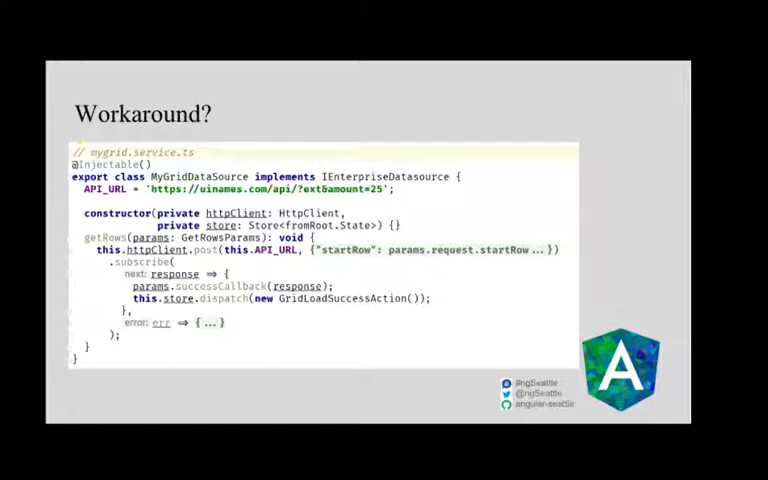 Workaround?
// mygrid.service.ts
@Injectable()
export class MyGridDataSource implements IEnterpriseDatasource {
API_URL = 'https://uinames.com/api/?ext&amount=25';
constructor(private httpClient: HttpClient,
private store: Store<fromRoot.State>) {}
getRows(params: GetRowsParams): void {
this.httpClient.post(this.API_URL, {"startRow": params.request.startRow...})
.subscribe(
next: response => {
params.successCallback(response);
this.store.dispatch(new GridLoadSuccessAction());
},
error: err => {...}
);
}
}
#ngSeattle
@ngSeattle
angular-seattle
A